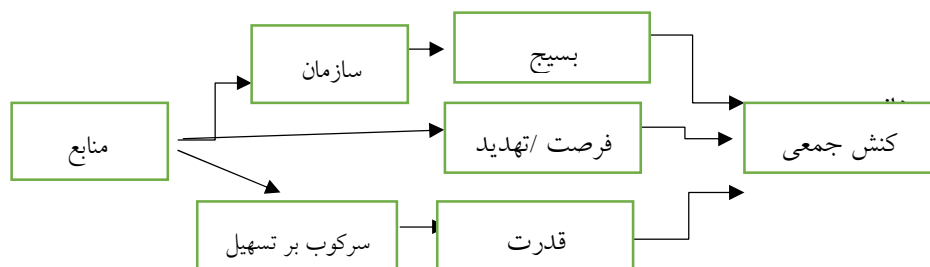 بسیج
سازمان
منابع
فرصت /تهدید
کنش جمعی
سرکوب بر تسهیل
قدرت